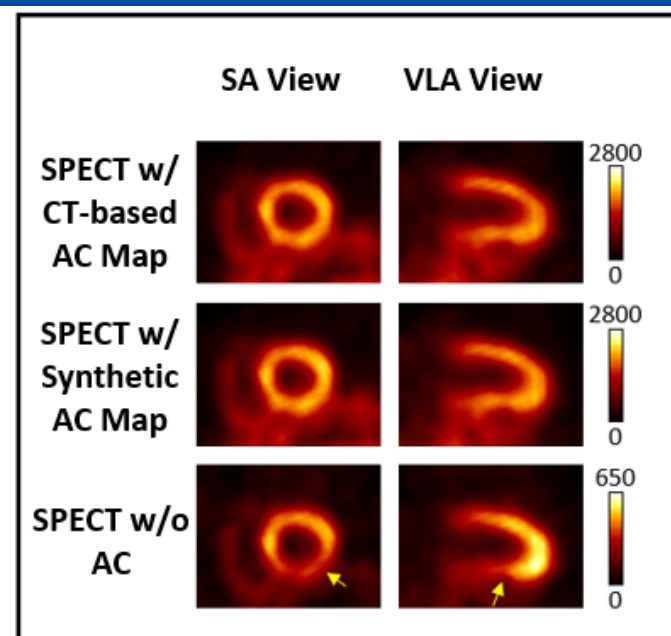 SA View VLA View
SPECT w/
CT-based
AC Map
2800
0
SPECT w/
Synthetic
AC Map
2800
0
SPECT w/o
AC
650
0